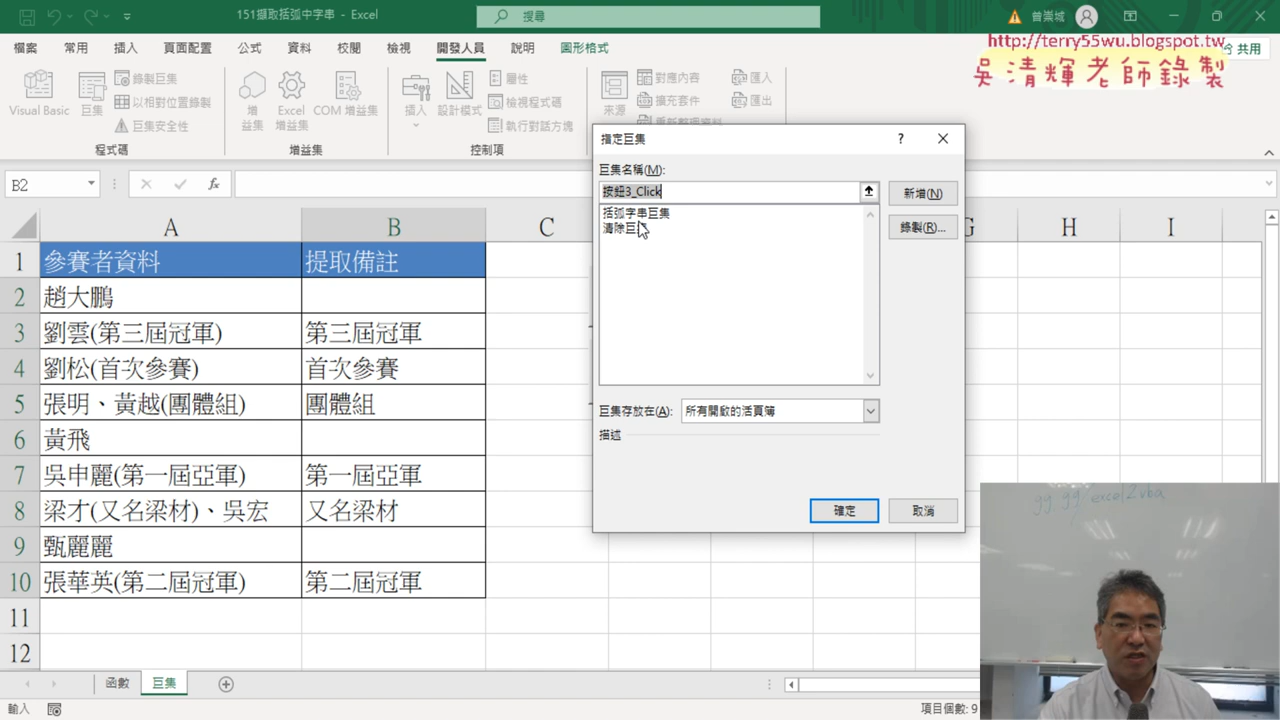 151擷取括弧中字串 - Excel
搜尋
曾崇城
檔案 常用 插入 頁面配置 公式 資料 校閱 檢視 開發人員 說明 圖形格式
共用
http://terry55wu.blogspot.tw
吳清輝老師錄製
Visual Basic
巨集
錄製巨集
以相對位置錄製
巨集安全性
程式碼
增益集
Excel 增益集
COM 增益集
增益集
插入
設計模式
屬性
檢視程式碼
執行對話方塊
控制項
來源
對應內容
擴充套件
重新整理資料
匯入
匯出
B2
fx
指定巨集
?
巨集名稱(M):
按鈕3_Click
括弧字串巨集
清除巨
新增(N)
錄製(R)...
巨集存放在(A):
所有開啟的活頁簿
描述
確定
取消
A B C G H I
1 參賽者資料 提取備註
2 趙大鵬
3 劉雲(第三屆冠軍) 第三屆冠軍
4 劉松(首次參賽) 首次參賽
5 張明、黃越(團體組) 團體組
6 黃飛
7 吳申麗(第一屆亞軍) 第一屆亞軍
8 梁才(又名梁材)、吳宏 又名梁材
9 甄麗麗
10 張華英(第二屆冠軍) 第二屆冠軍
11
12
gg.gg/excel2vba
函數 巨集
輸入
項目個數: 9